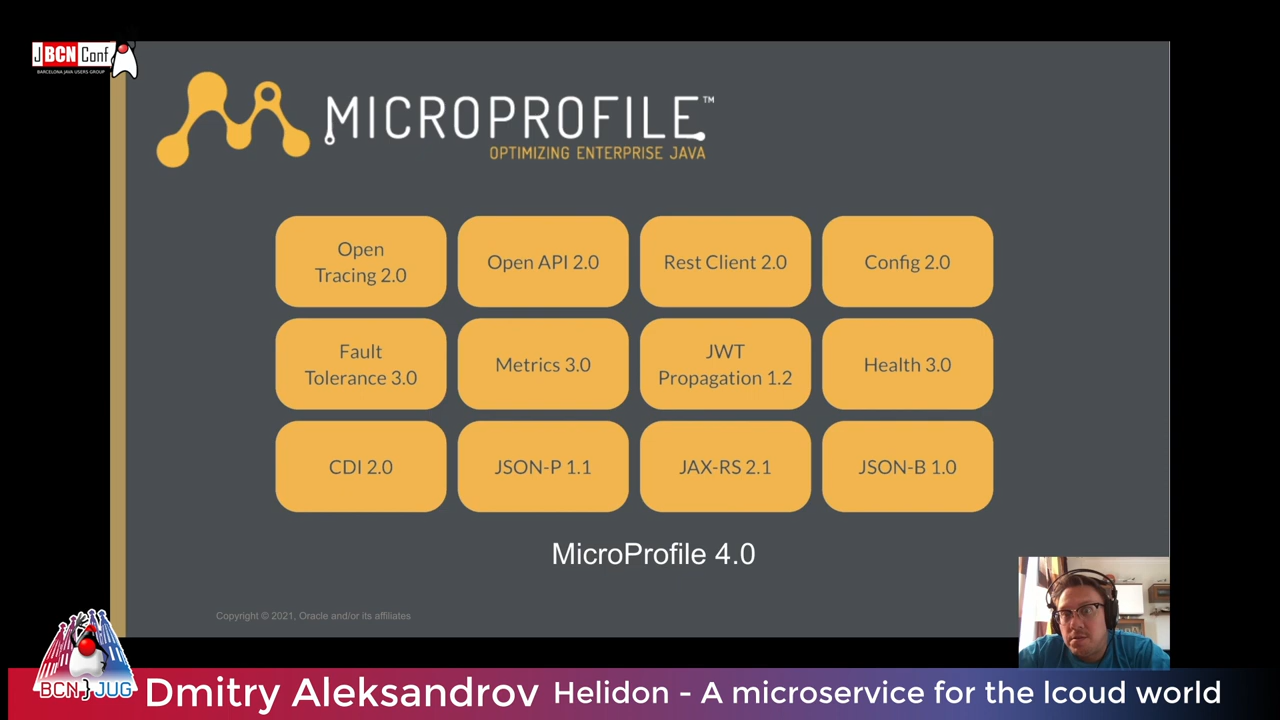 JBCNConf
BARCELONA JAVA USERS GROUP
MICROPROFILE™
OPTIMIZING ENTERPRISE JAVA
Open
Tracing 2.0
Open API 2.0
Rest Client 2.0
Config 2.0
Fault
Tolerance 3.0
Metrics 3.0
JWT
Propagation 1.2
Health 3.0
CDI 2.0
JSON-P 1.1
JAX-RS 2.1
JSON-B 1.0
MicroProfile 4.0
Copyright © 2021, Oracle and/or its affiliates
BCN JUG
Dmitry Aleksandrov
Helidon - A microservice for the lcoud world